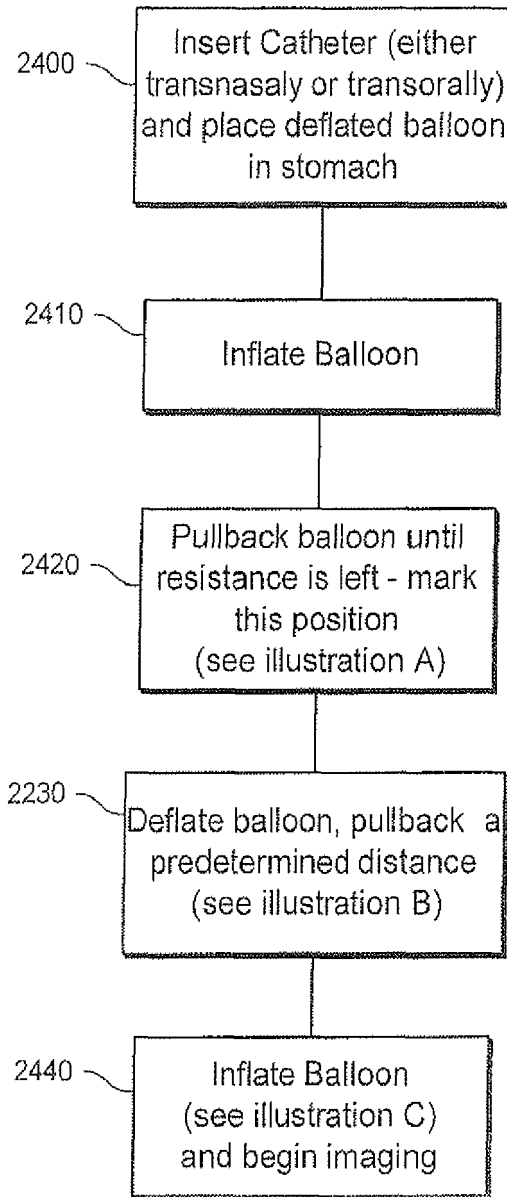 2400
Insert Catheter (either
transnasaly or transorally)
and place deflated balloon
in stomach
2410
Inflate Balloon
2420
Pullback balloon until
resistance is left - mark
this position
(see illustration A)
2230
Deflate balloon, pullback a
predetermined distance
(see illustration B)
2440
Inflate Balloon
(see illustration C)
and begin imaging